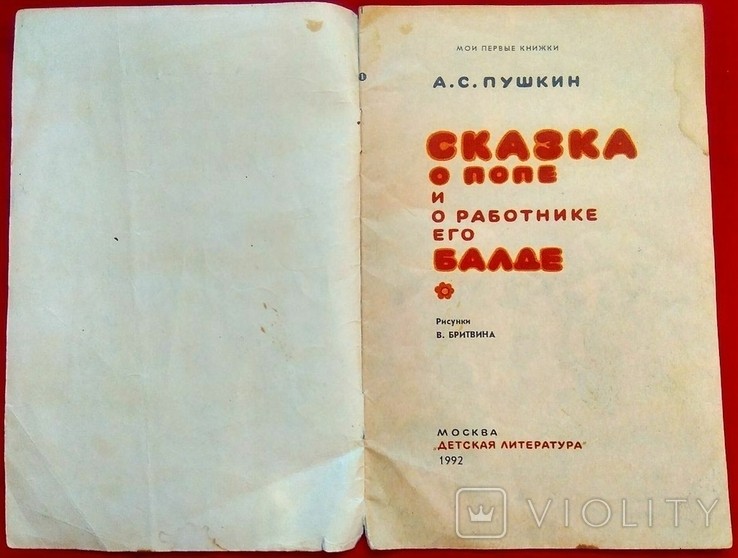 МОИ ПЕРВЫЕ КНИЖКИ
А.С. ПУШКИН
СКАЗКА
О ПОПЕ
И
О РАБОТНИКЕ
ЕГО
БАЛДЕ
Рисунки
В. БРИТВИНА
МОСКВА
„ДЕТСКАЯ ЛИТЕРАТУРА"
1992
VIOLITY